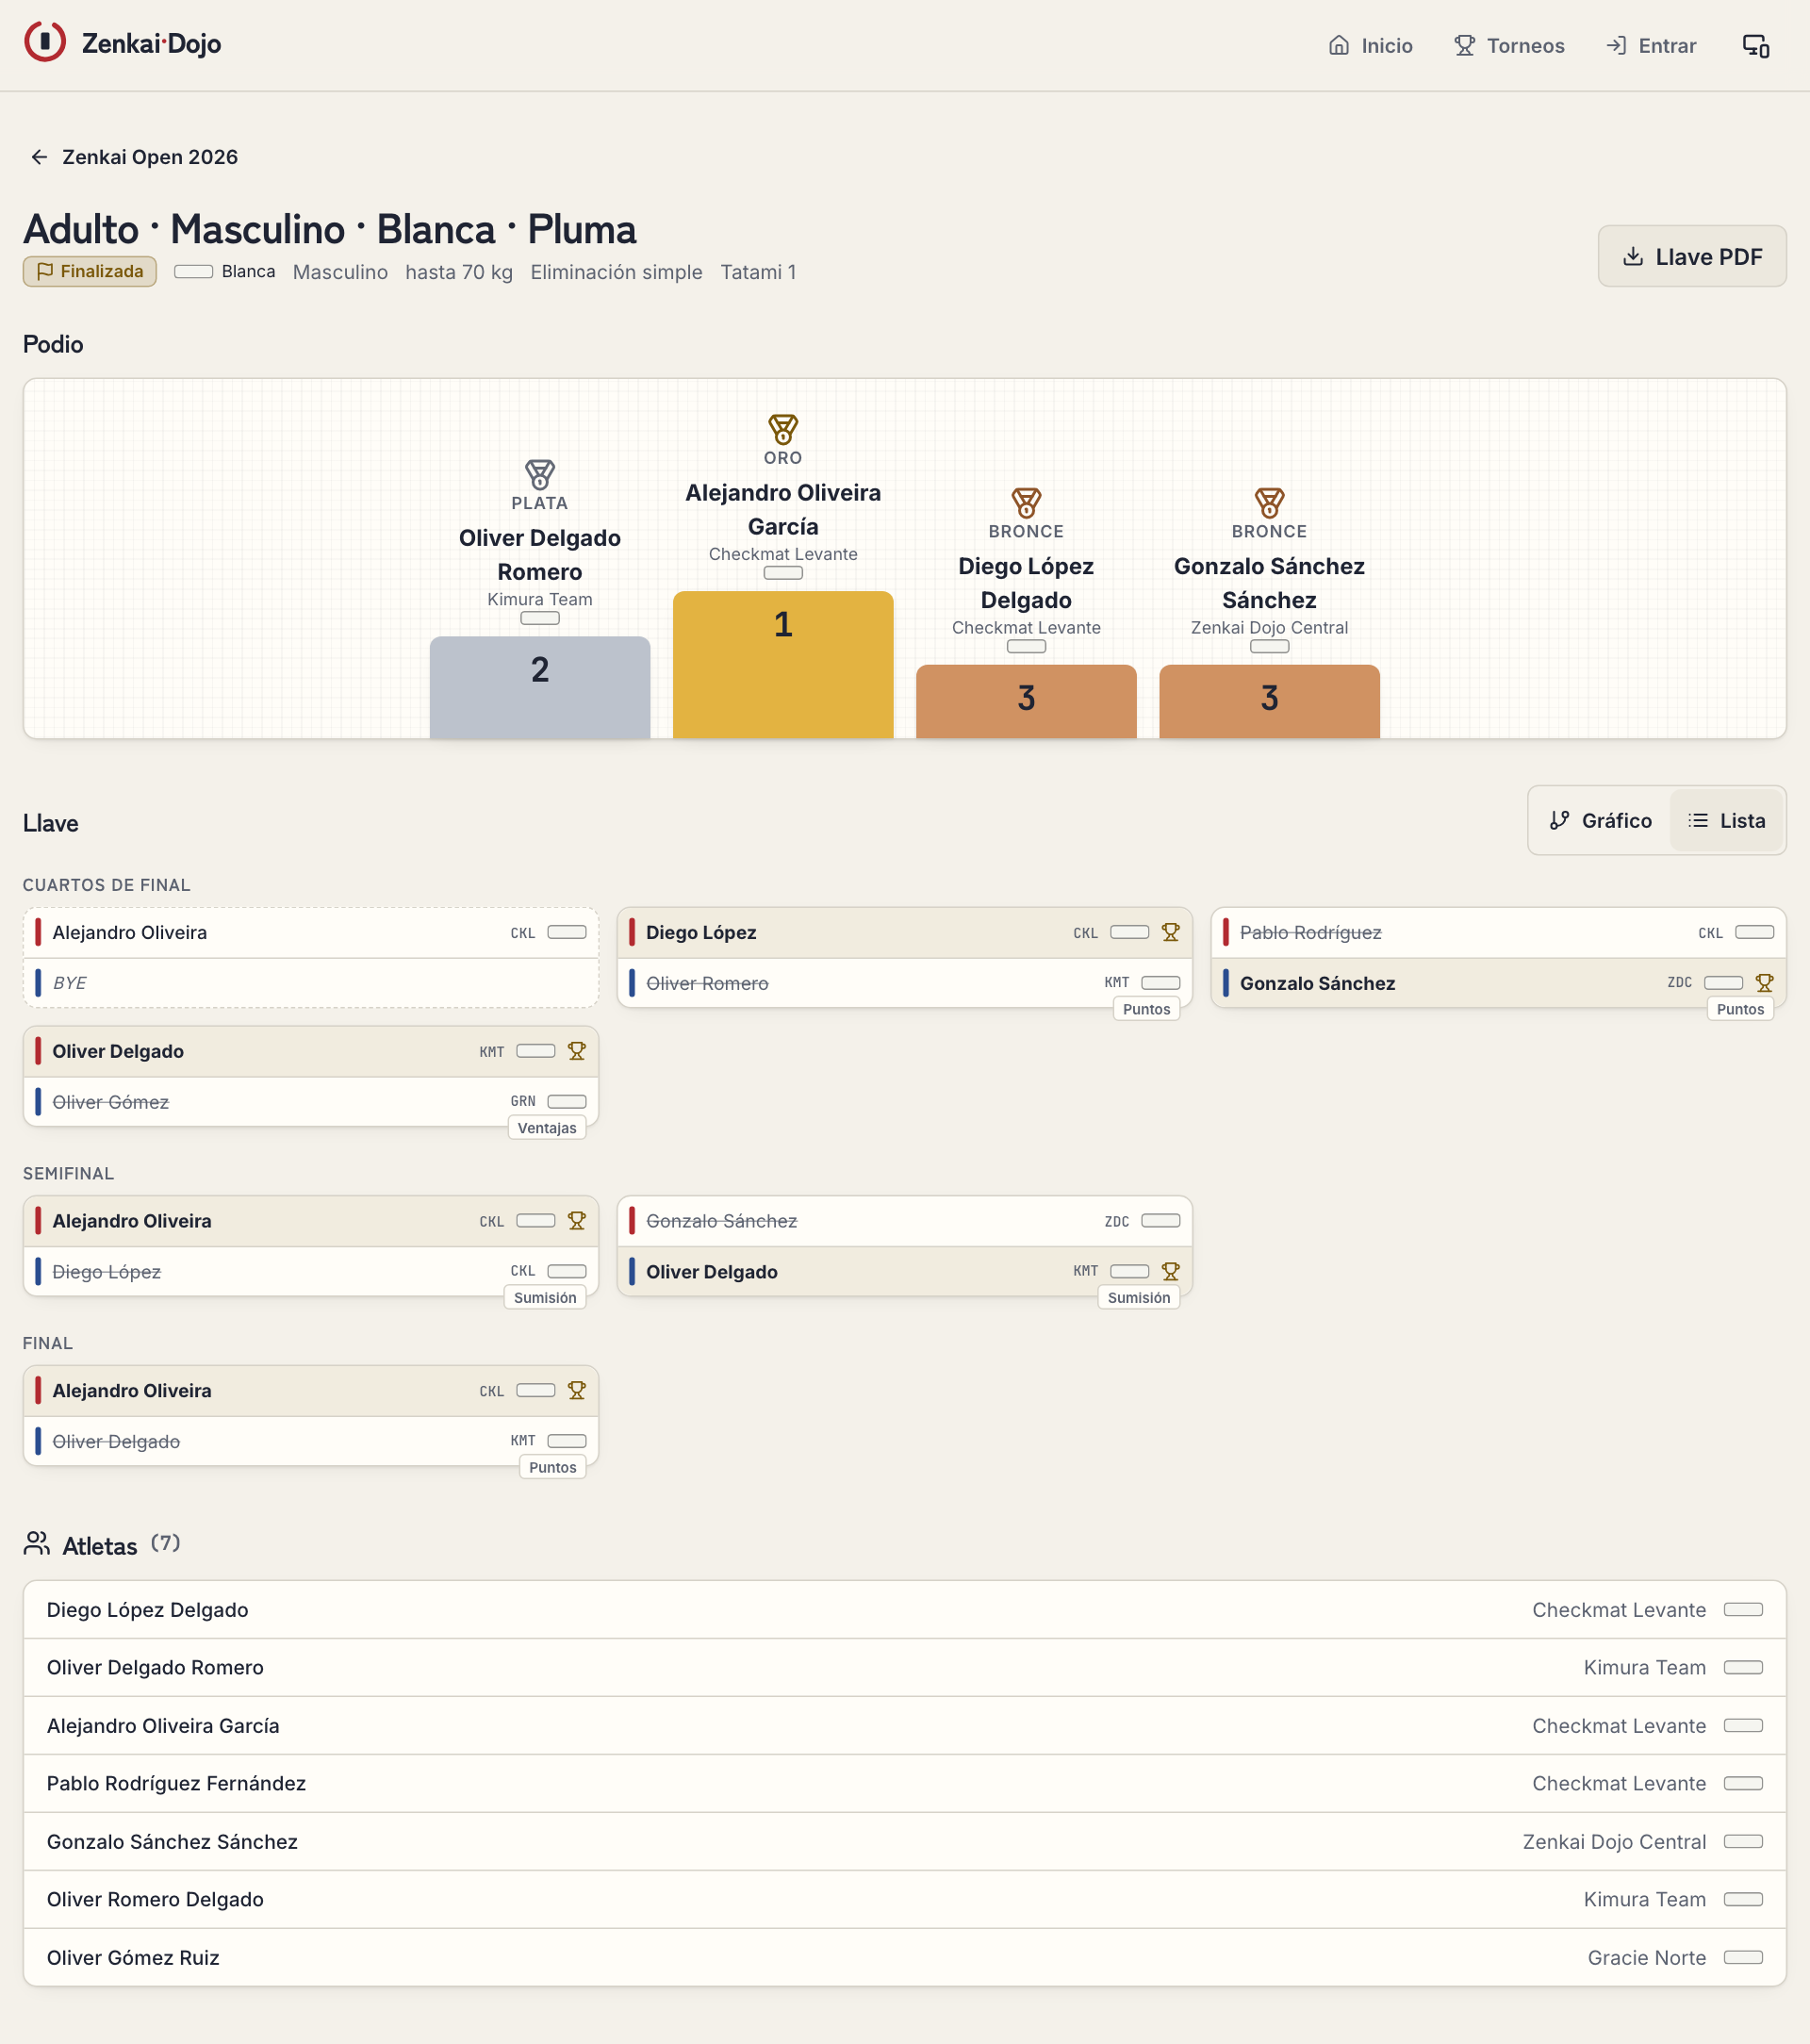 Zenkai·Dojo
Inicio
Torneos
Entrar
Zenkai Open 2026
Adulto · Masculino · Blanca · Pluma
Finalizada
Blanca
Masculino
hasta 70 kg
Eliminación simple
Tatami 1
Llave PDF
Podio
PLATA
Oliver Delgado
Romero
Kimura Team
2
ORO
Alejandro Oliveira
García
Checkmat Levante
1
BRONCE
Diego López
Delgado
Checkmat Levante
3
BRONCE
Gonzalo Sánchez
Sánchez
Zenkai Dojo Central
3
Llave
Gráfico
Lista
CUARTOS DE FINAL
Alejandro Oliveira CKL
BYE
Diego López CKL
Oliver Romero KMT
Puntos
Pablo Rodríguez CKL
Gonzalo Sánchez ZDC
Puntos
Oliver Delgado KMT
Oliver Gómez GRN
Ventajas
SEMIFINAL
Alejandro Oliveira CKL
Diego López CKL
Sumisión
Gonzalo Sánchez ZDC
Oliver Delgado KMT
Sumisión
FINAL
Alejandro Oliveira CKL
Oliver Delgado KMT
Puntos
Atletas (7)
Diego López Delgado Checkmat Levante
Oliver Delgado Romero Kimura Team
Alejandro Oliveira García Checkmat Levante
Pablo Rodríguez Fernández Checkmat Levante
Gonzalo Sánchez Sánchez Zenkai Dojo Central
Oliver Romero Delgado Kimura Team
Oliver Gómez Ruiz Gracie Norte